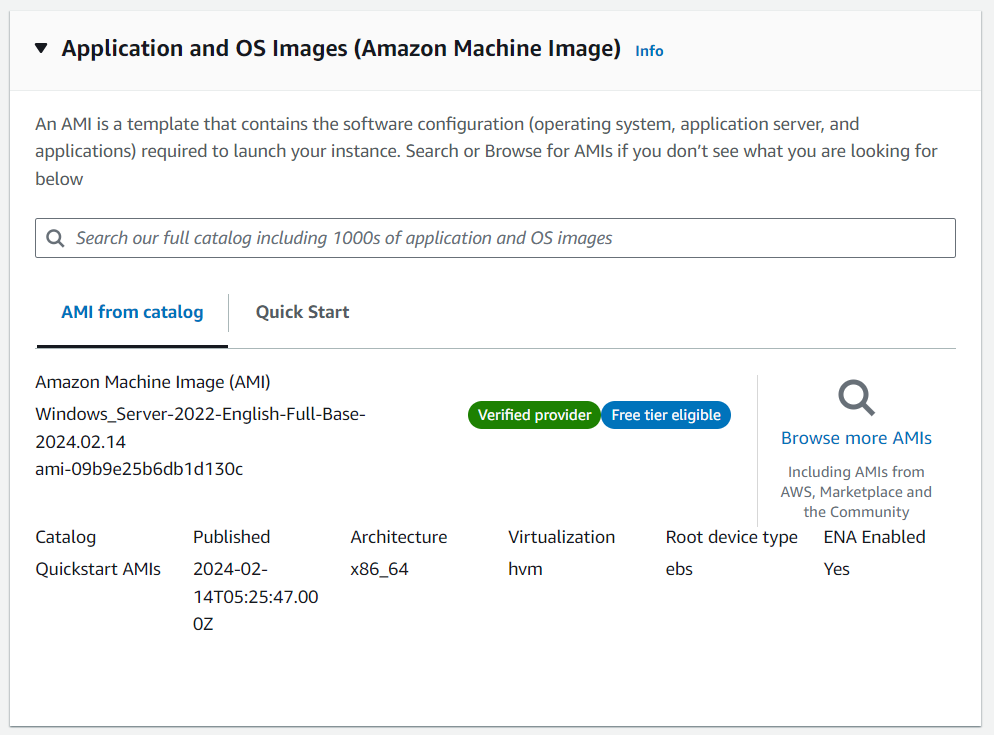 Application and OS Images (Amazon Machine Image) Info
An AMI is a template that contains the software configuration (operating system, application server, and
applications) required to launch your instance. Search or Browse for AMIs if you don’t see what you are looking for
below
Search our full catalog including 1000s of application and OS images
AMI from catalog
Quick Start
Amazon Machine Image (AMI)
Windows_Server-2022-English-Full-Base-
2024.02.14
ami-09b9e25b6db1d130c
Verified provider
Free tier eligible
Browse more AMIs
Including AMIs from
AWS, Marketplace and
the Community
Catalog
Quickstart AMIs
Published
2024-02-
14T05:25:47.00
0Z
Architecture
x86_64
Virtualization
hvm
Root device type
ebs
ENA Enabled
Yes